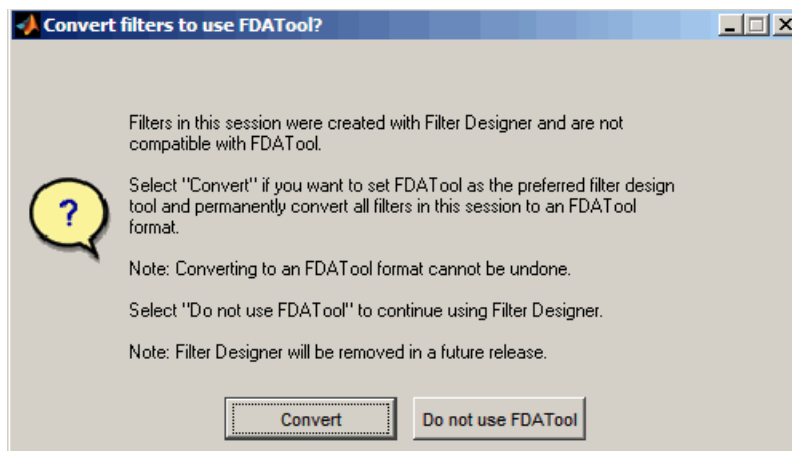 Convert filters to use FDATool?
Filters in this session were created with Filter Designer and are not
compatible with FDATool.
Select "Convert" if you want to set FDATool as the preferred filter design
tool and permanently convert all filters in this session to an FDATool
format.
?
Note: Converting to an FDATool format cannot be undone.
Select "Do not use FDATool" to continue using Filter Designer.
Note: Filter Designer will be removed in a future release.
Convert
Do not use FDATool